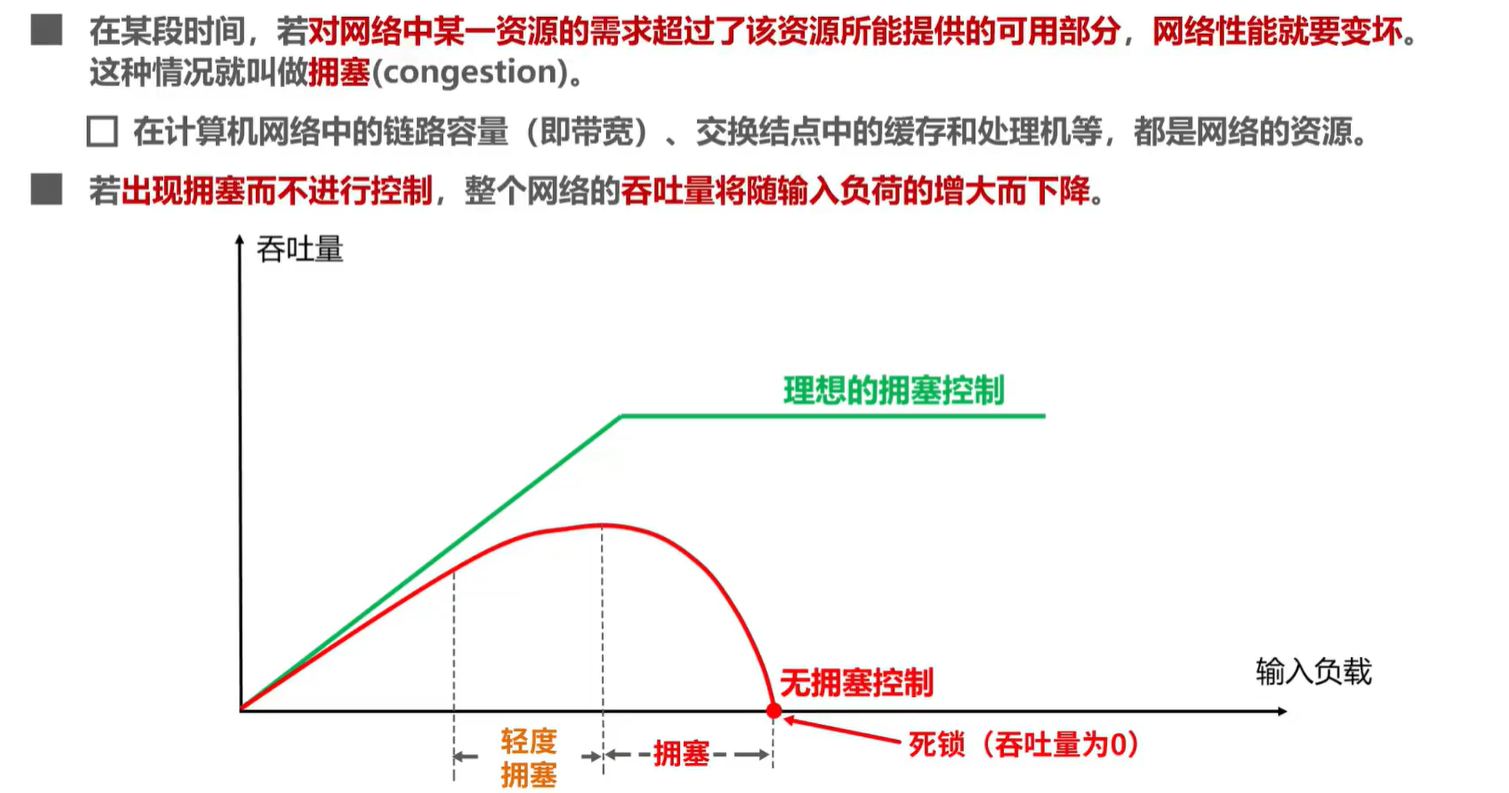 在某段时间，若对网络中某一资源的需求超过了该资源所能提供的可用部分，网络性能就要变坏。
这种情况就叫做拥塞(congestion)。
在计算机网络中的链路容量（即带宽）、交换结点中的缓存和处理机等，都是网络的资源。
若出现拥塞而不进行控制，整个网络的吞吐量将随输入负荷的增大而下降。
吞吐量
理想的拥塞控制
无拥塞控制
输入负载
轻度
拥塞
拥塞
死锁（吞吐量为0）